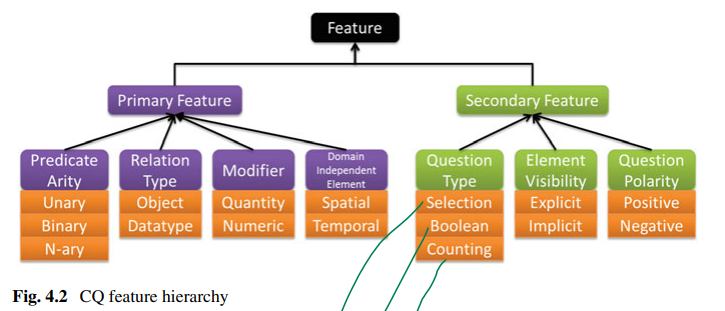 Feature
Primary Feature
Secondary Feature
Predicate
Arity
Unary
Binary
N-ary
Relation
Type
Object
Datatype
Modifier
Quantity
Numeric
Domain
Independent
Element
Spatial
Temporal
Question
Type
Selection
Boolean
Counting
Element
Visibility
Explicit
Implicit
Question
Polarity
Positive
Negative
Fig. 4.2 CQ feature hierarchy